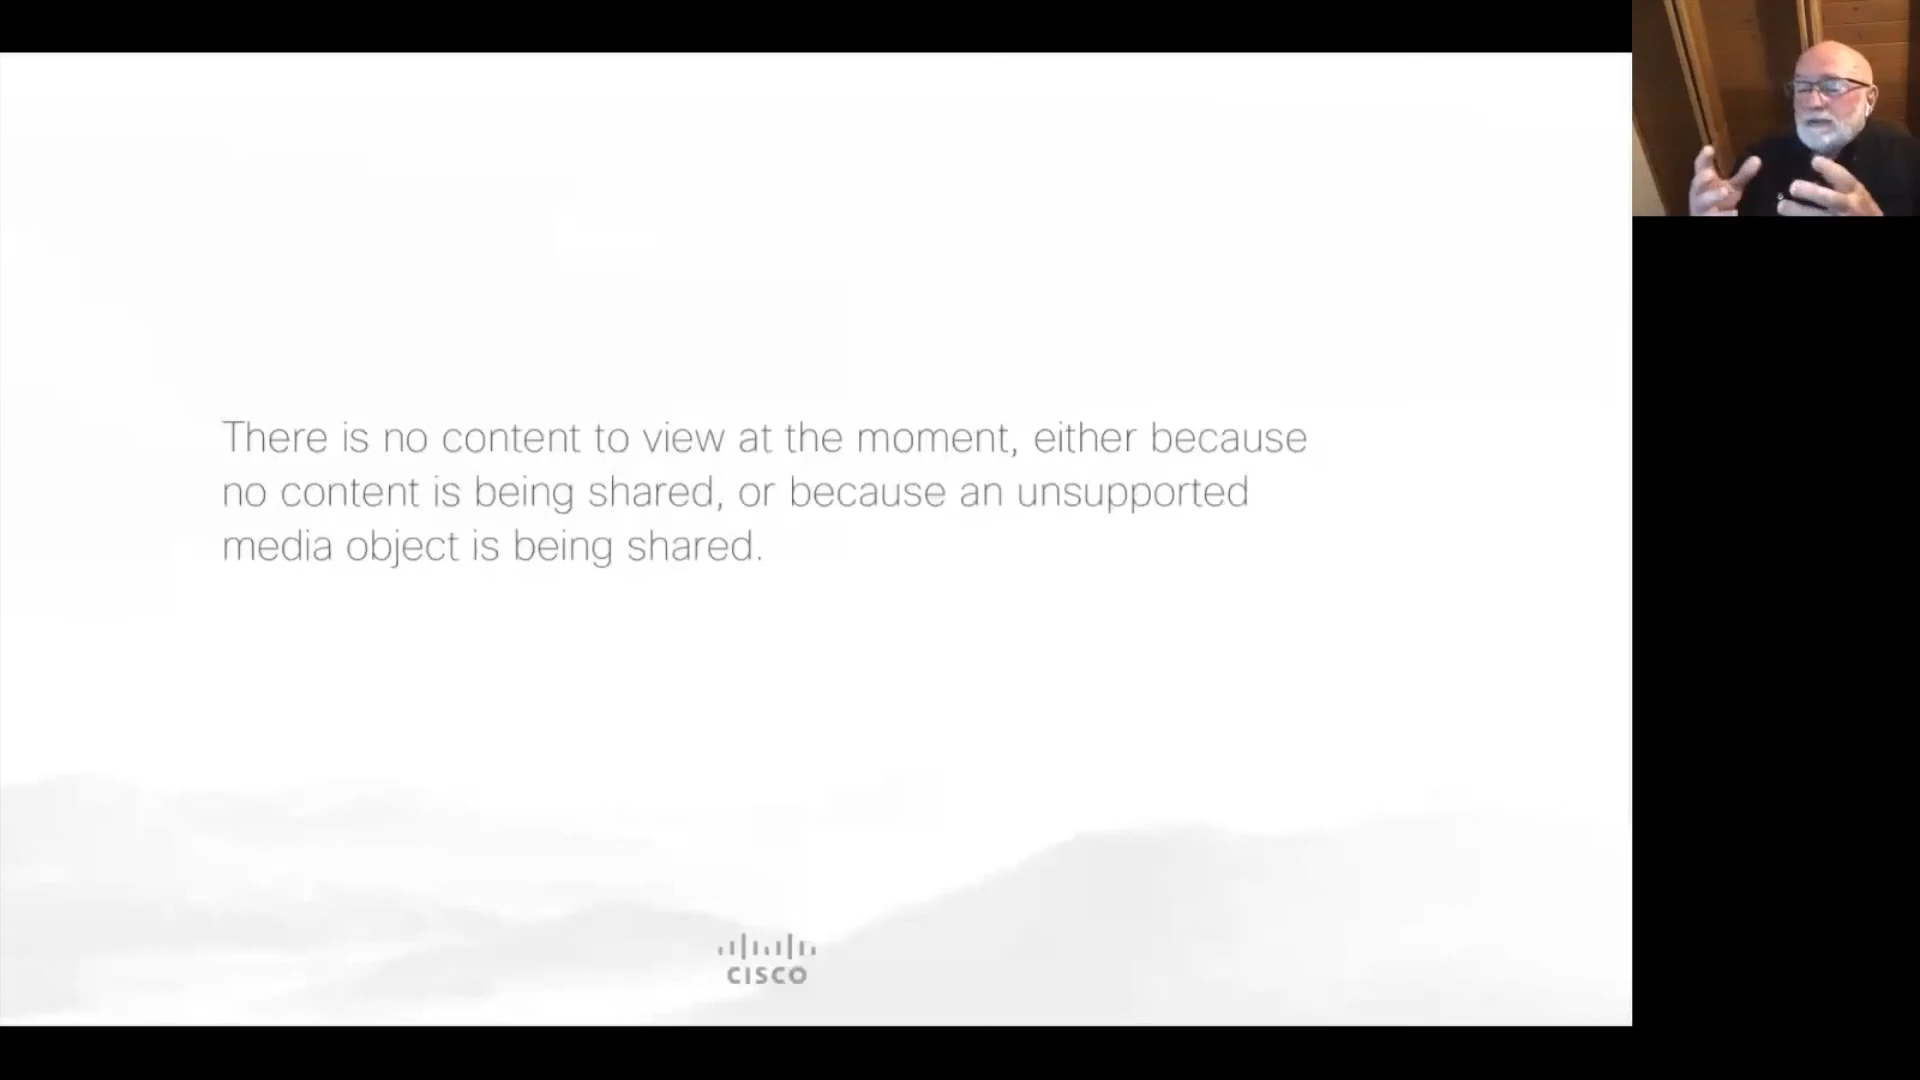 There is no content to view at the moment, either because
no content is being shared, or because an unsupported
media object is being shared.
CISCO